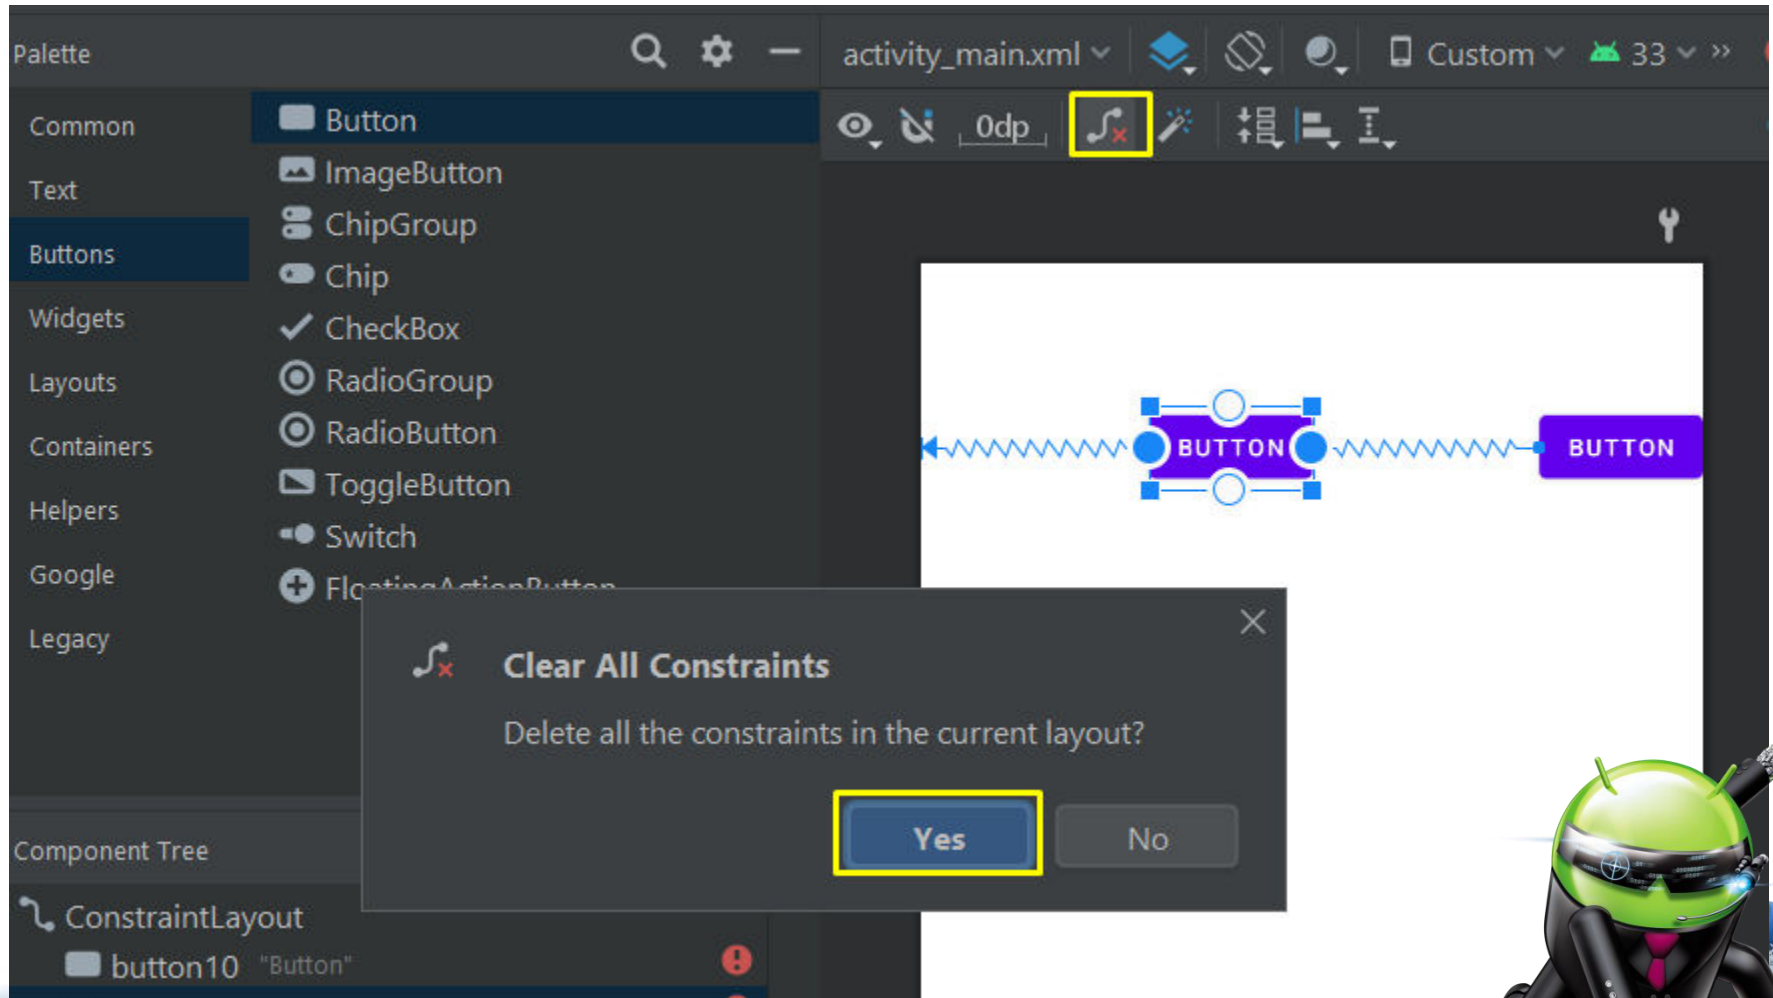 Palette
activity_main.xml
Custom
33
Common
Text
Buttons
Widgets
Layouts
Containers
Helpers
Google
Legacy
Button
ImageButton
ChipGroup
Chip
CheckBox
RadioGroup
RadioButton
ToggleButton
Switch
FloatingActionButton
0dp
BUTTON
BUTTON
Clear All Constraints
Delete all the constraints in the current layout?
Yes
No
Component Tree
ConstraintLayout
button10 "Button"